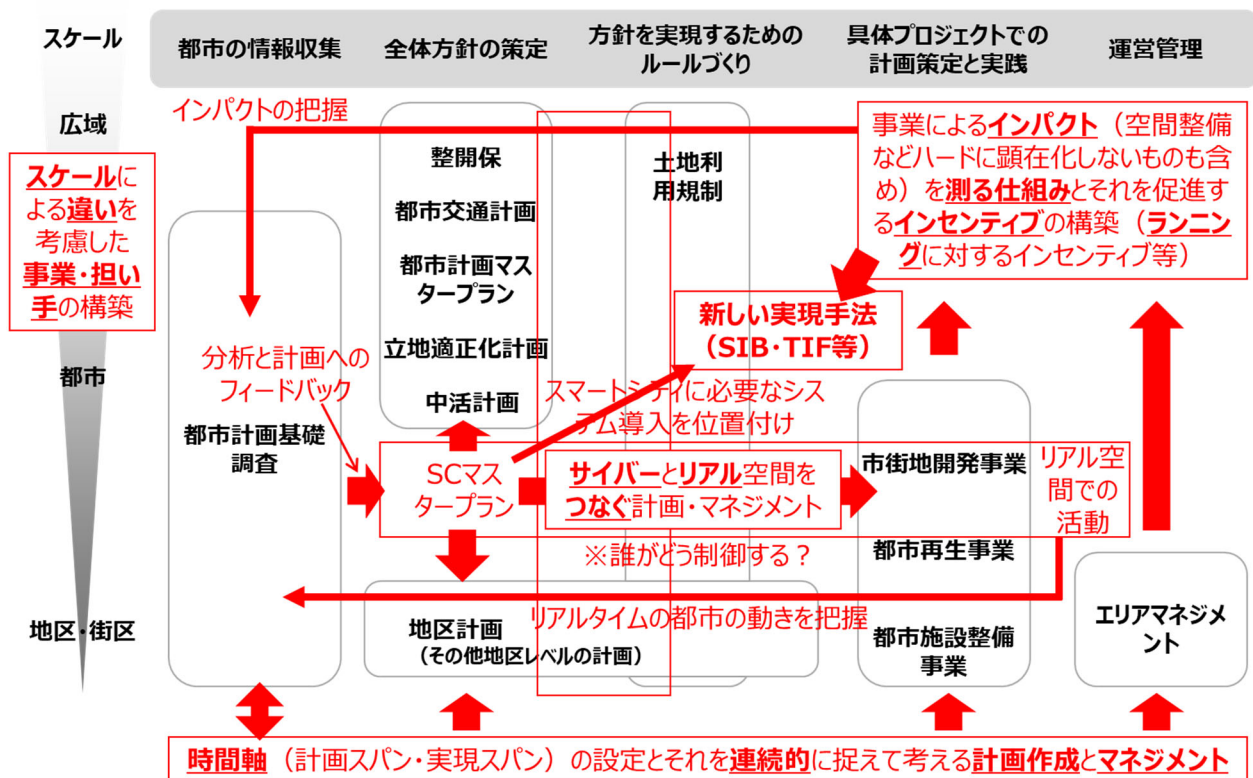 スケール
都市の情報収集
全体方針の策定
方針を実現するための
ルールづくり
具体プロジェクトでの
計画策定と実践
運営管理
広域
都市
地区・街区
スケールに
よる違いを
考慮した
事業・担い
手の構築
インパクトの把握
都市計画基礎
調査
分析と計画への
フィードバック
整開保
都市交通計画
都市計画マス
タープラン
立地適正化計画
中活計画
SCマス
タープラン
地区計画
（その他地区レベルの計画）
土地利
用規制
事業によるインパクト（空間整備
などハードに顕在化しないものも含
め）を測る仕組みとそれを促進す
るインセンティブの構築（ランニン
グに対するインセンティブ等）
新しい実現手法
（SIB・TIF等）
スマートシティに必要なシス
テム導入を位置付け
サイバーとリアル空間を
つなぐ計画・マネジメント
※誰がどう制御する？
リアルタイムの都市の動きを把握
市街地開発事業
都市再生事業
都市施設整備
事業
リアル空
間での
活動
エリアマネジメ
ント
時間軸（計画スパン・実現スパン）の設定とそれを連続的に捉えて考える計画作成とマネジメント